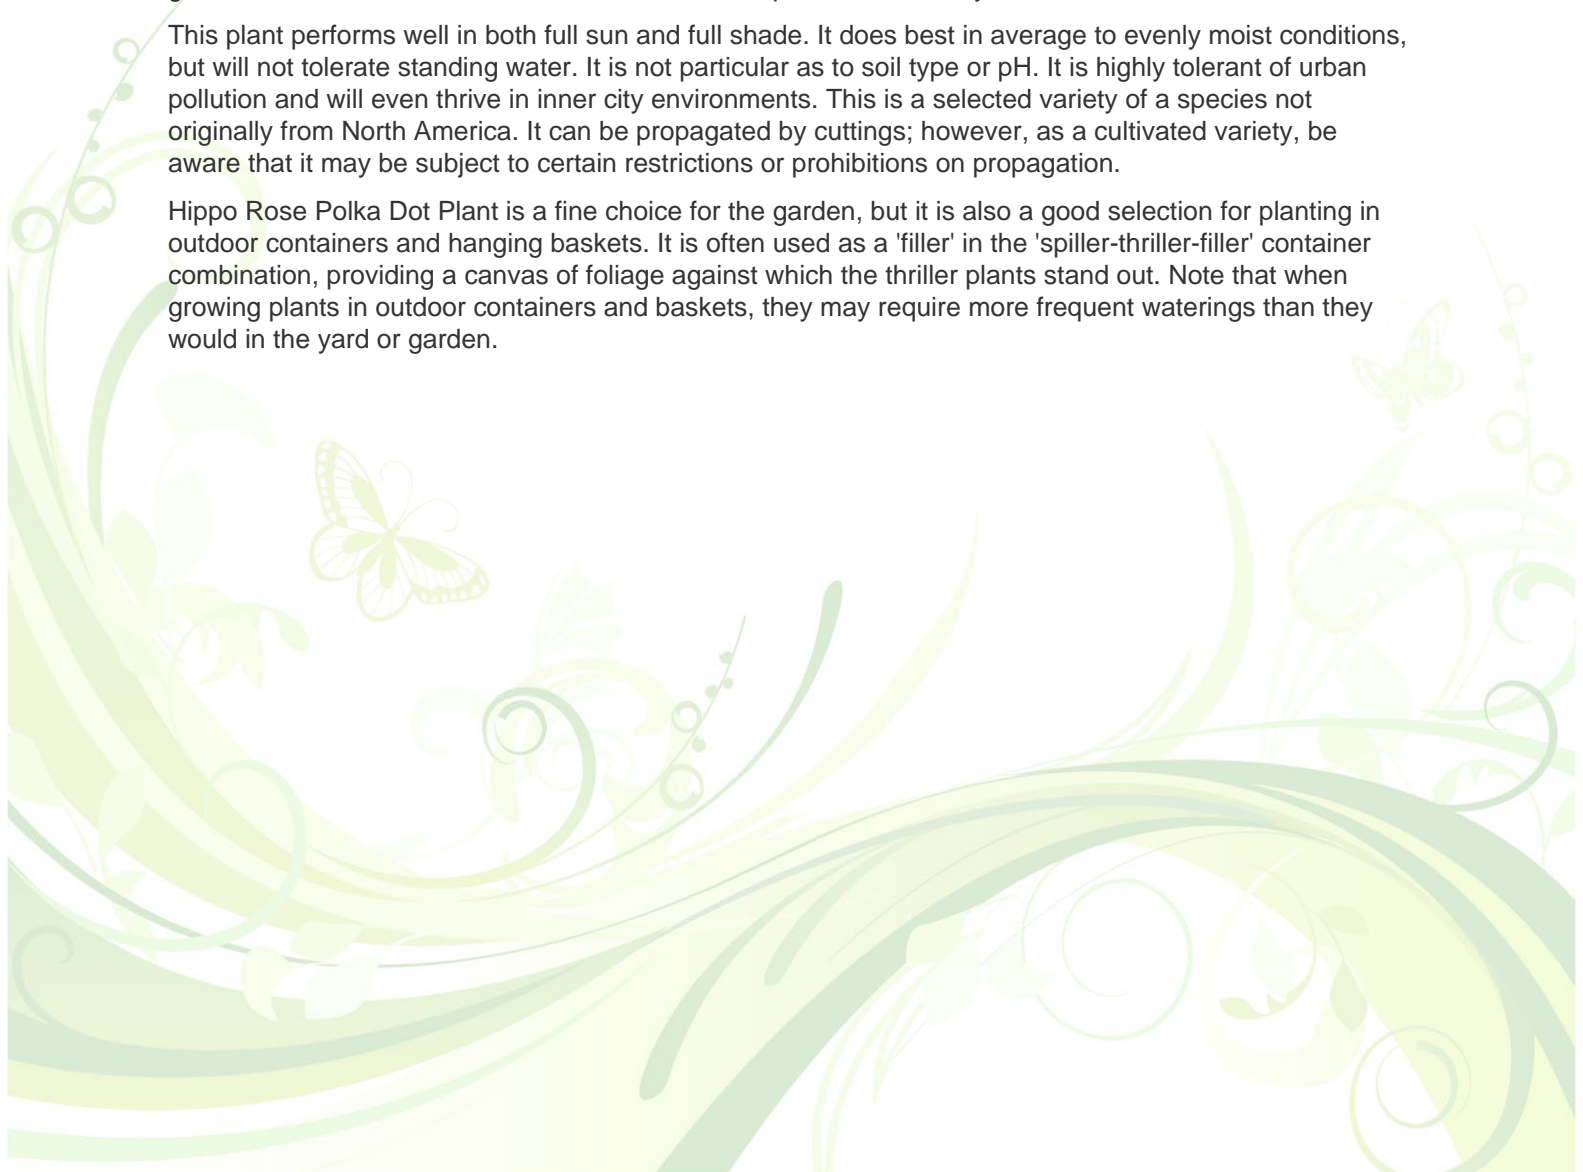 This plant performs well in both full sun and full shade. It does best in average to evenly moist conditions,
but will not tolerate standing water. It is not particular as to soil type or pH. It is highly tolerant of urban
pollution and will even thrive in inner city environments. This is a selected variety of a species not
originally from North America. It can be propagated by cuttings; however, as a cultivated variety, be
aware that it may be subject to certain restrictions or prohibitions on propagation.
Hippo Rose Polka Dot Plant is a fine choice for the garden, but it is also a good selection for planting in
outdoor containers and hanging baskets. It is often used as a 'filler' in the 'spiller-thriller-filler' container
combination, providing a canvas of foliage against which the thriller plants stand out. Note that when
growing plants in outdoor containers and baskets, they may require more frequent waterings than they
would in the yard or garden.